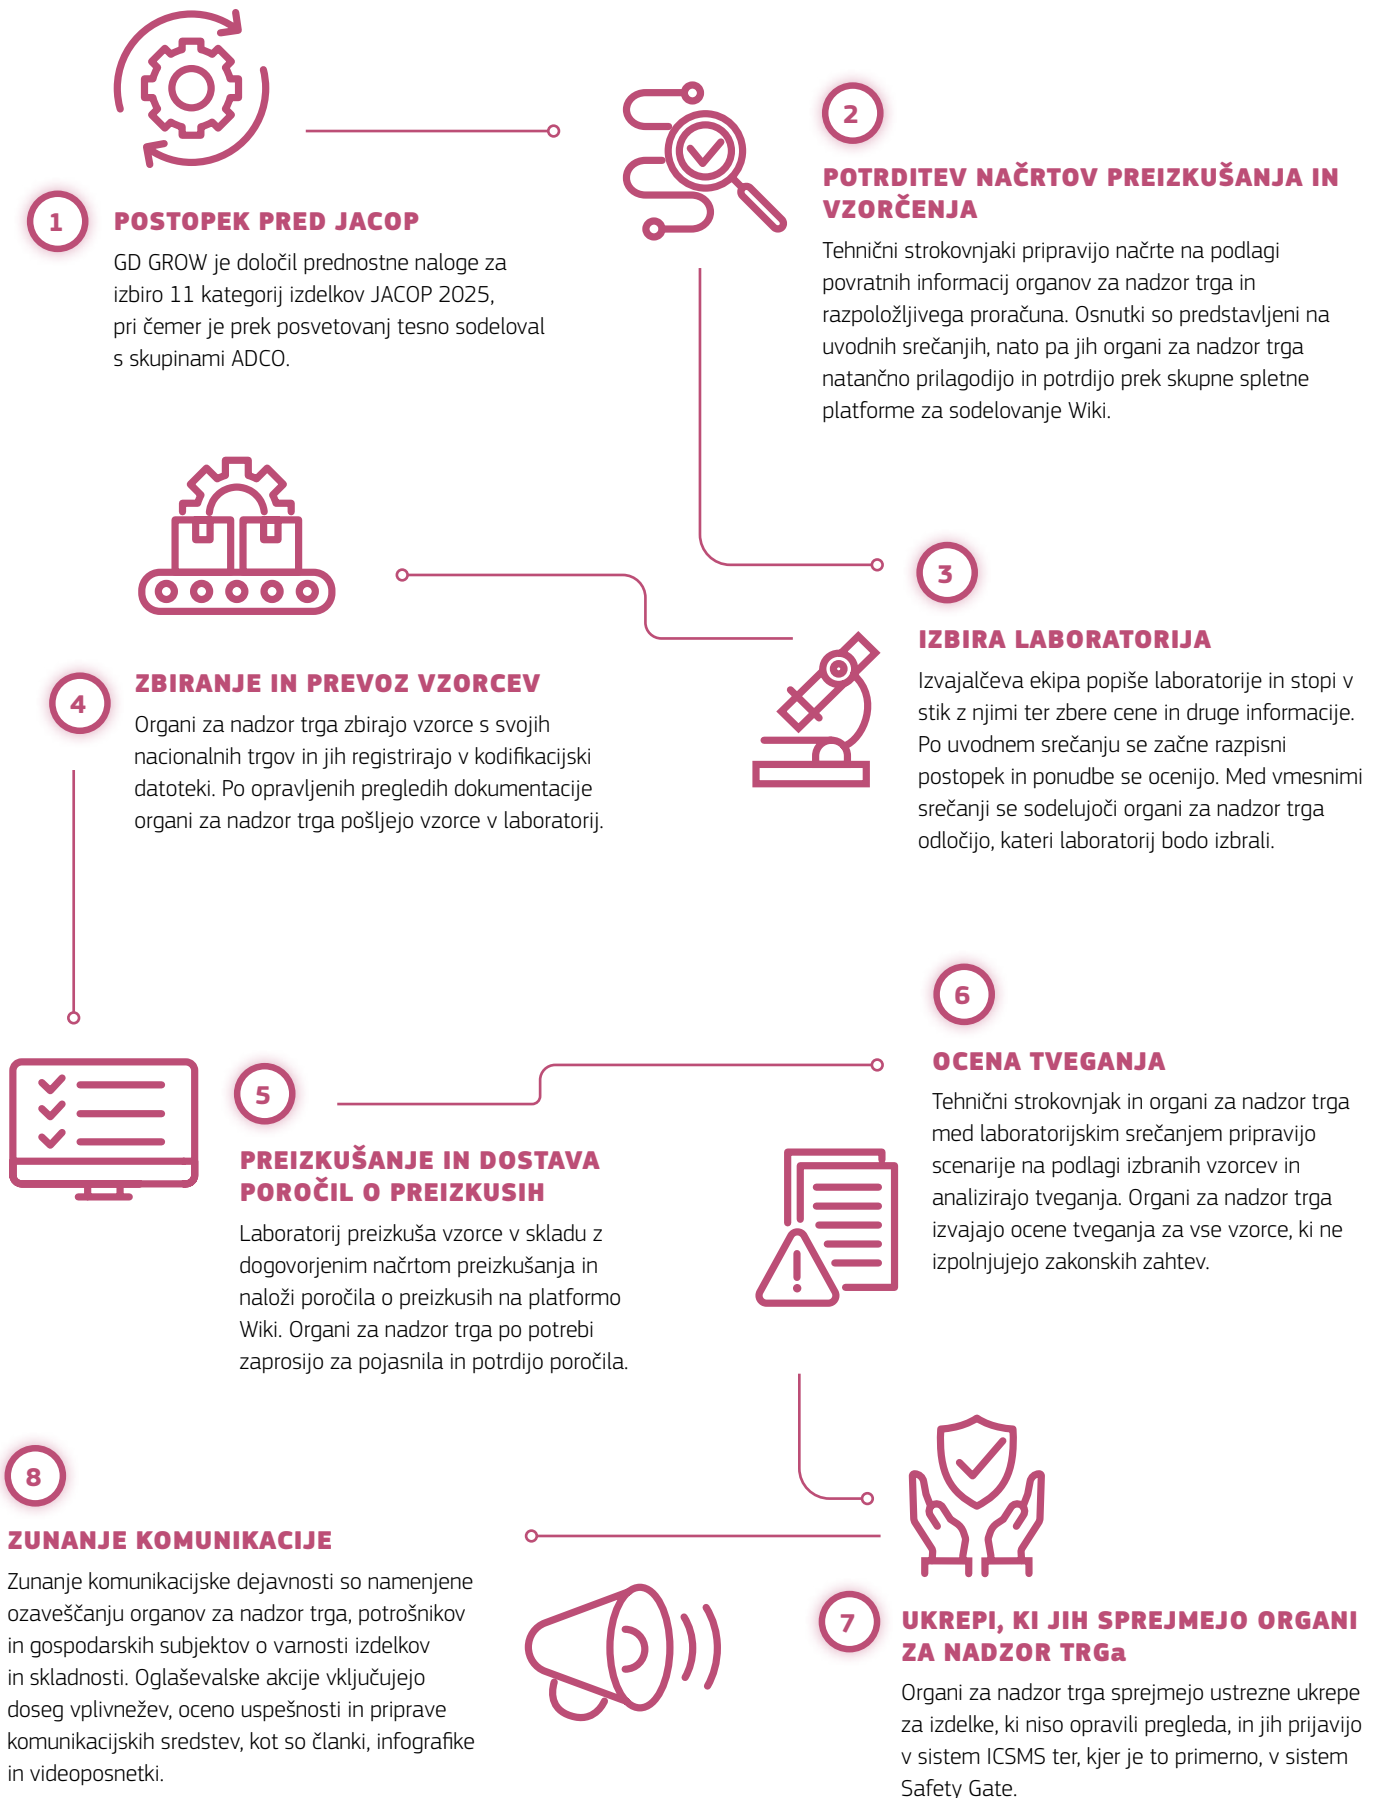 1
POSTOPEK PRED JACOP
GD GROW je določil prednostne naloge za
izbiro 11 kategorij izdelkov JACOP 2025,
pri čemer je prek posvetovanj tesno sodeloval
s skupinami ADCO.
2
POTRDITEV NAČRTOV PREIZKUŠANJA IN
VZORČENJA
Tehnični strokovnjaki pripravijo načrte na podlagi
povratnih informacij organov za nadzor trga in
razpoložljivega proračuna. Osnutki so predstavljeni na
uvodnih srečanjih, nato pa jih organi za nadzor trga
natančno prilagodijo in potrdijo prek skupne spletne
platforme za sodelovanje Wiki.
3
IZBIRA LABORATORIJA
Izvajalčeva ekipa popiše laboratorije in stopi v
stik z njimi ter zbere cene in druge informacije.
Po uvodnem srečanju se začne razpisni
postopek in ponudbe se ocenijo. Med vmesnimi
srečanji se sodelujoči organi za nadzor trga
odločijo, kateri laboratorij bodo izbrali.
4
ZBIRANJE IN PREVOZ VZORCEV
Organi za nadzor trga zbirajo vzorce s svojih
nacionalnih trgov in jih registrirajo v kodifikacijski
datoteki. Po opravljenih pregledih dokumentacije
organi za nadzor trga pošljejo vzorce v laboratorij.
5
PREIZKUŠANJE IN DOSTAVA
POROČIL O PREIZKUSIH
Laboratorij preizkuša vzorce v skladu z
dogovorjenim načrtom preizkušanja in
naloži poročila o preizkusih na platformo
Wiki. Organi za nadzor trga po potrebi
zaprosijo za pojasnila in potrdijo poročila.
6
OCENA TVEGANJA
Tehnični strokovnjak in organi za nadzor trga
med laboratorijskim srečanjem pripravijo
scenarije na podlagi izbranih vzorcev in
analizirajo tveganja. Organi za nadzor trga
izvajajo ocene tveganja za vse vzorce, ki ne
izpolnjujejo zakonskih zahtev.
7
UKREPI, KI JIH SPREJMEJO ORGANI
ZA NADZOR TRGa
Organi za nadzor trga sprejmejo ustrezne ukrepe
za izdelke, ki niso opravili pregleda, in jih prijavijo
v sistem ICSMS ter, kjer je to primerno, v sistem
Safety Gate.
8
ZUNANJE KOMUNIKACIJE
Zunanje komunikacijske dejavnosti so namenjene
ozaveščanju organov za nadzor trga, potrošnikov
in gospodarskih subjektov o varnosti izdelkov
in skladnosti. Oglaševalske akcije vključujejo
doseg vplivnežev, oceno uspešnosti in priprave
komunikacijskih sredstev, kot so članki, infografike
in videoposnetki.